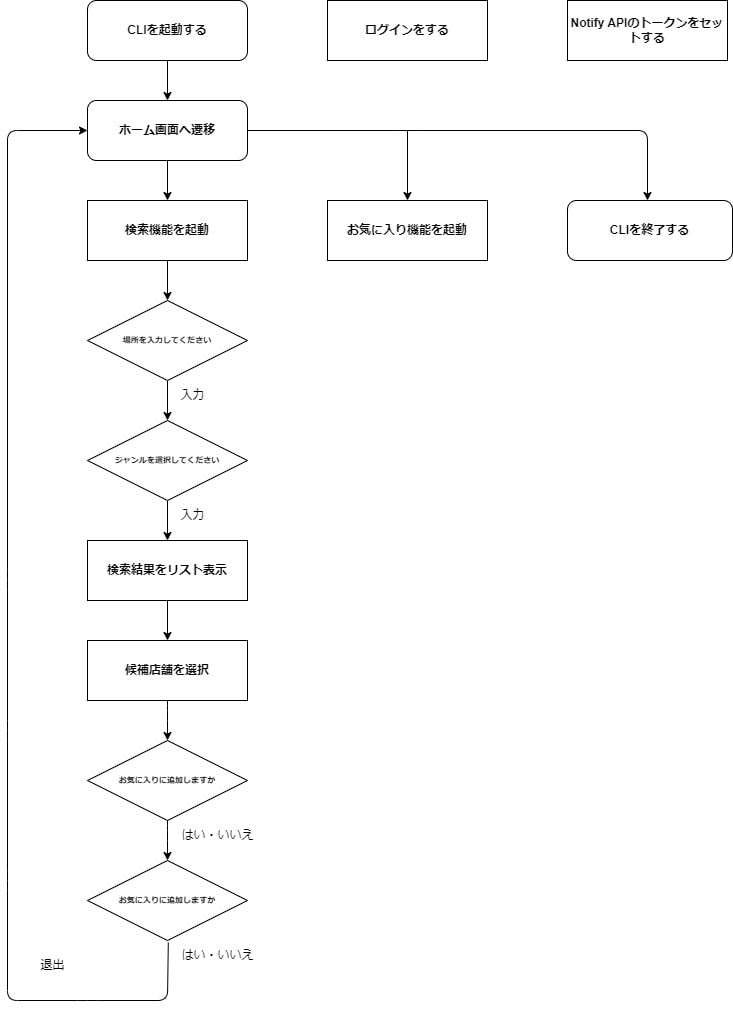 CLIを起動する
ログインをする
Notify APIのトークンをセッ
トする
ホーム画面へ遷移
検索機能を起動
お気に入り機能を起動
CLIを終了する
場所を入力してください
入力
ジャンルを選択してください
入力
検索結果をリスト表示
候補店舗を選択
お気に入りに追加しますか
はい・いいえ
お気に入りに追加しますか
はい・いいえ
退出